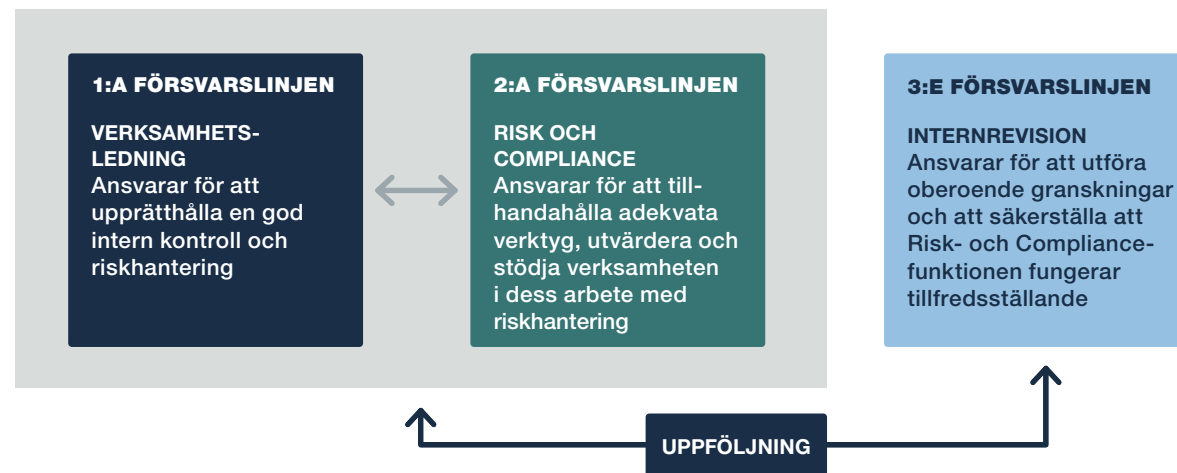 1:A FÖRSVARSLINJEN
VERKSAMHETS-
LEDNING
Ansvarar för att
upprätthålla en god
intern kontroll och
riskhantering
2:A FÖRSVARSLINJEN
RISK OCH
COMPLIANCE
Ansvarar för att till-
handahålla adekvata
verktyg, utvärdera och
stödja verksamheten
i dess arbete med
riskhantering
3:E FÖRSVARSLINJEN
INTERNREVISION
Ansvarar för att utföra
oberoende granskningar
och att säkerställa att
Risk- och Compliance-
funktionen fungerar
tillfredsställande
UPPFÖLJNING